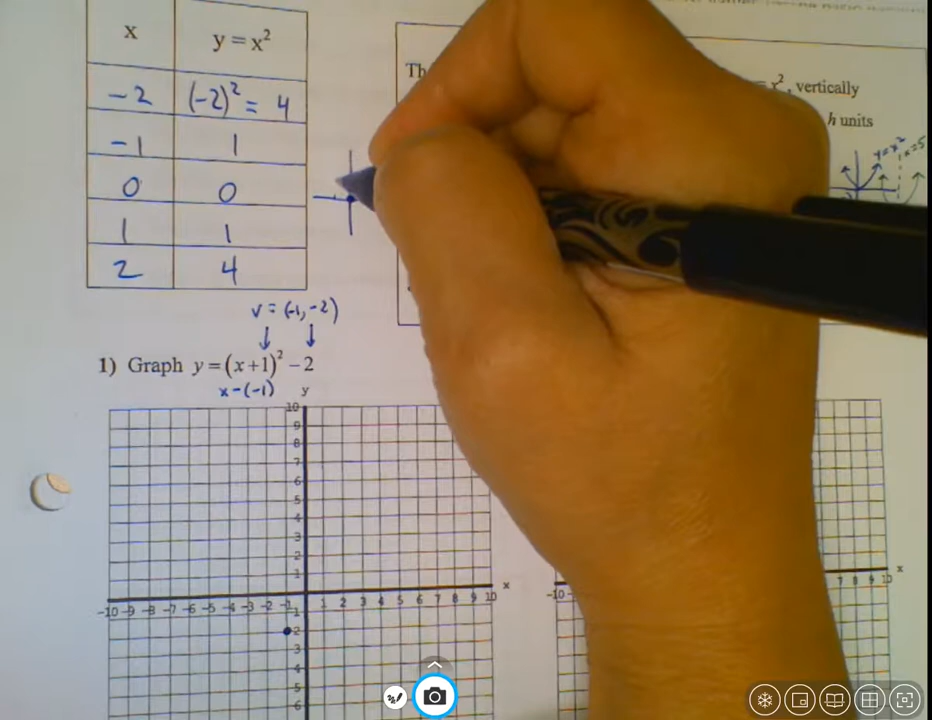 x y = x²
-2 (-2)² = 4
-1 1
0 0
1 1
2 4
Th x², vertically
h units
y=x² x=5
v = (-1,-2)
↓ ↓
1) Graph y = (x+1)² - 2
x-(-1)
y
10
9
8
7
6
5
4
3
2
1
x
-10 -9 -8 -7 -6 -5 -4 -3 -2 -1 1 2 3 4 5 6 7 8 9 10
1
2
3
4
5
6
x
-10 7 8 9 10